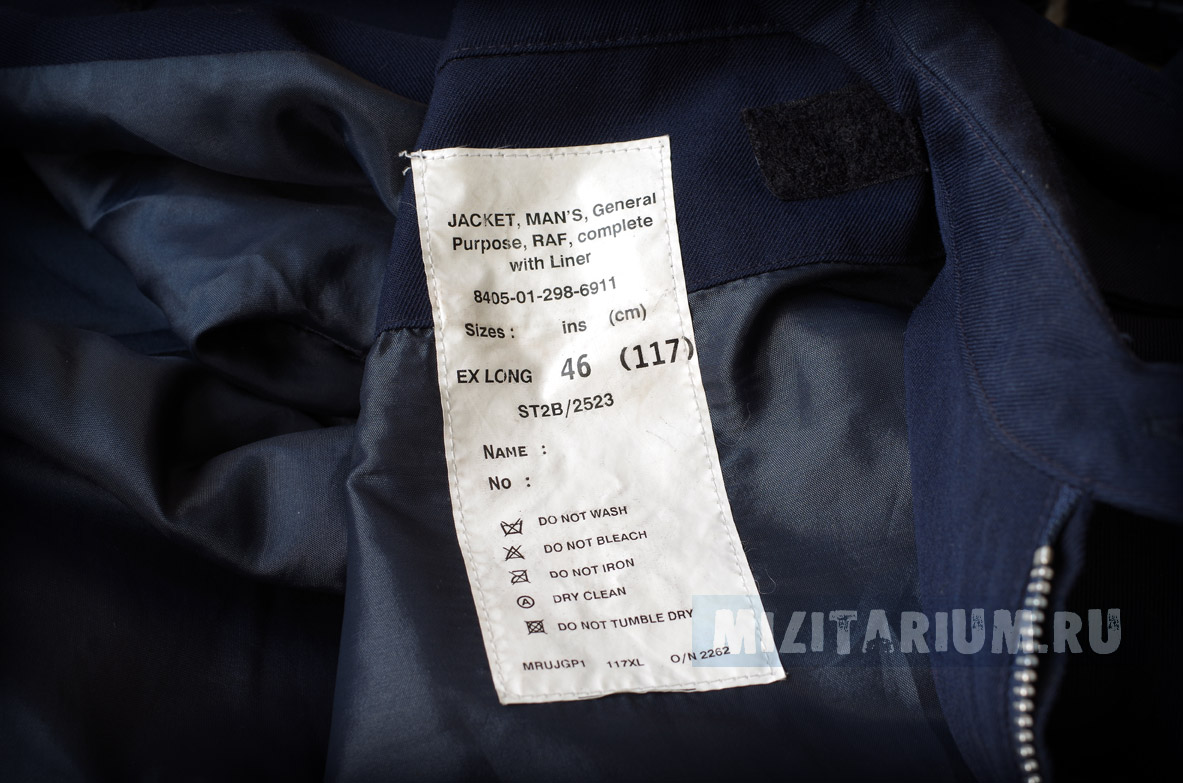 JACKET, MAN'S, General
Purpose, RAF, complete
with Liner
8405-01-298-6911
Sizes : ins (cm)
EX LONG 46 (117)
ST2B/2523
NAME :
No :
DO NOT WASH
DO NOT BLEACH
DO NOT IRON
A DRY CLEAN
DO NOT TUMBLE DRY
MRUJGP1 117XL O/N 2262
MILITARIUM.RU